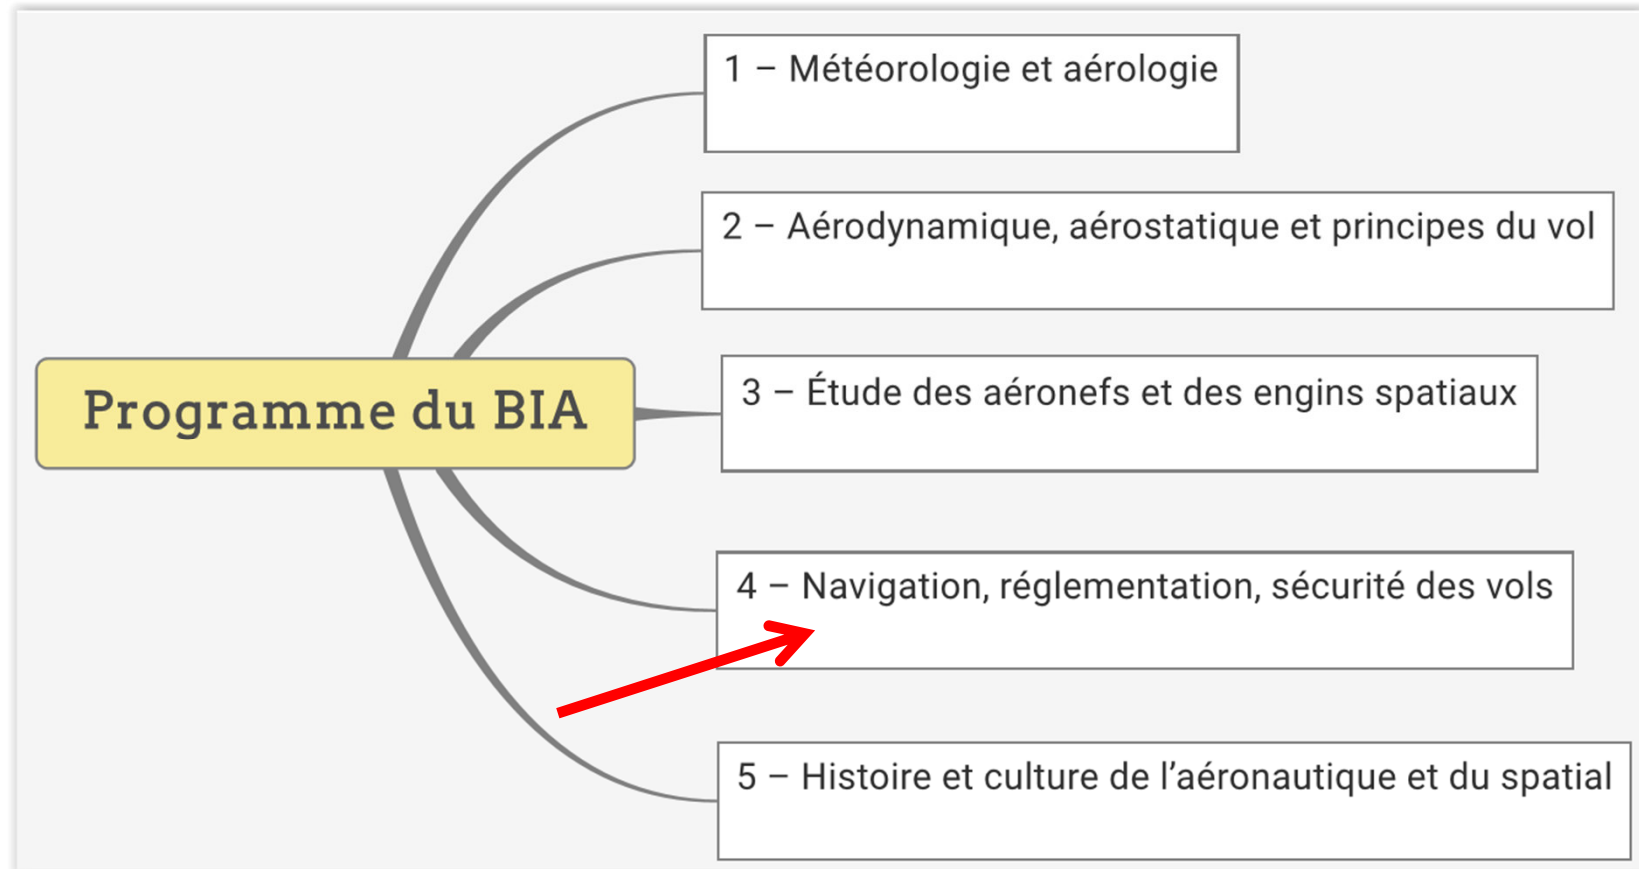 1 – Météorologie et aérologie
2 – Aérodynamique, aérostatique et principes du vol
3 – Étude des aéronefs et des engins spatiaux
Programme du BIA
4 – Navigation, réglementation, sécurité des vols
5 – Histoire et culture de l’aéronautique et du spatial